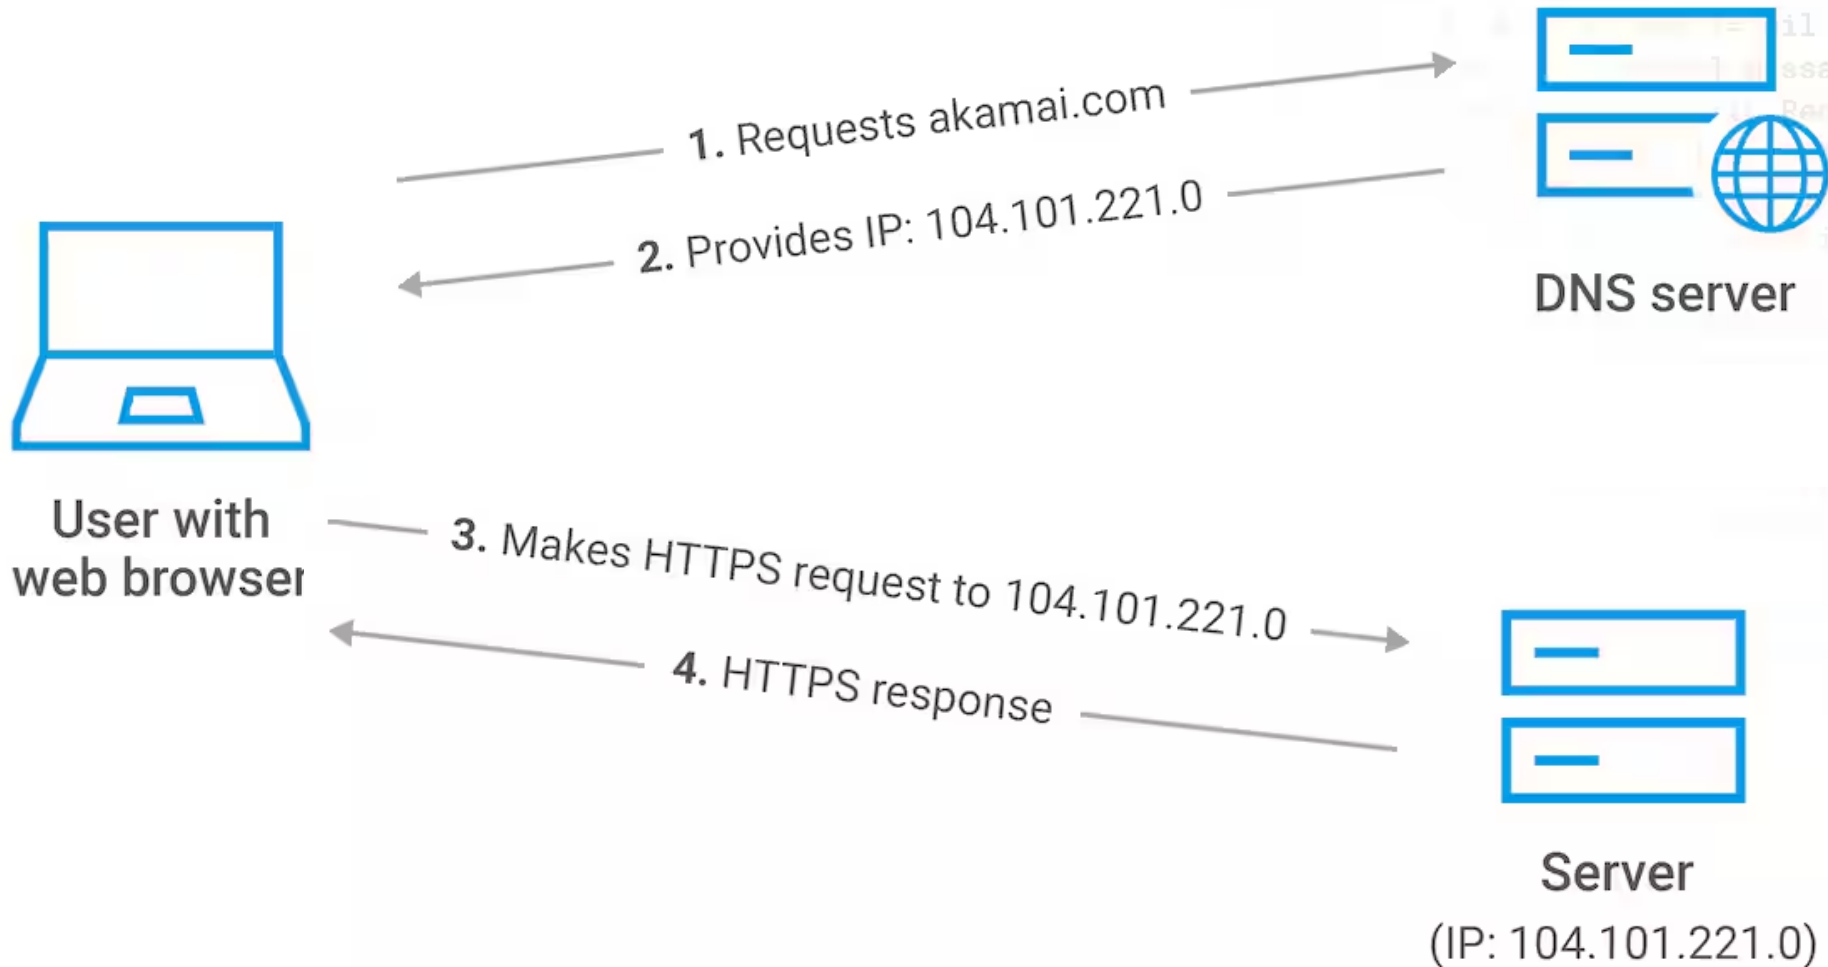 1. Requests akamai.com
2. Provides IP: 104.101.221.0
DNS server
User with
web browser
3. Makes HTTPS request to 104.101.221.0
4. HTTPS response
Server
(IP: 104.101.221.0)